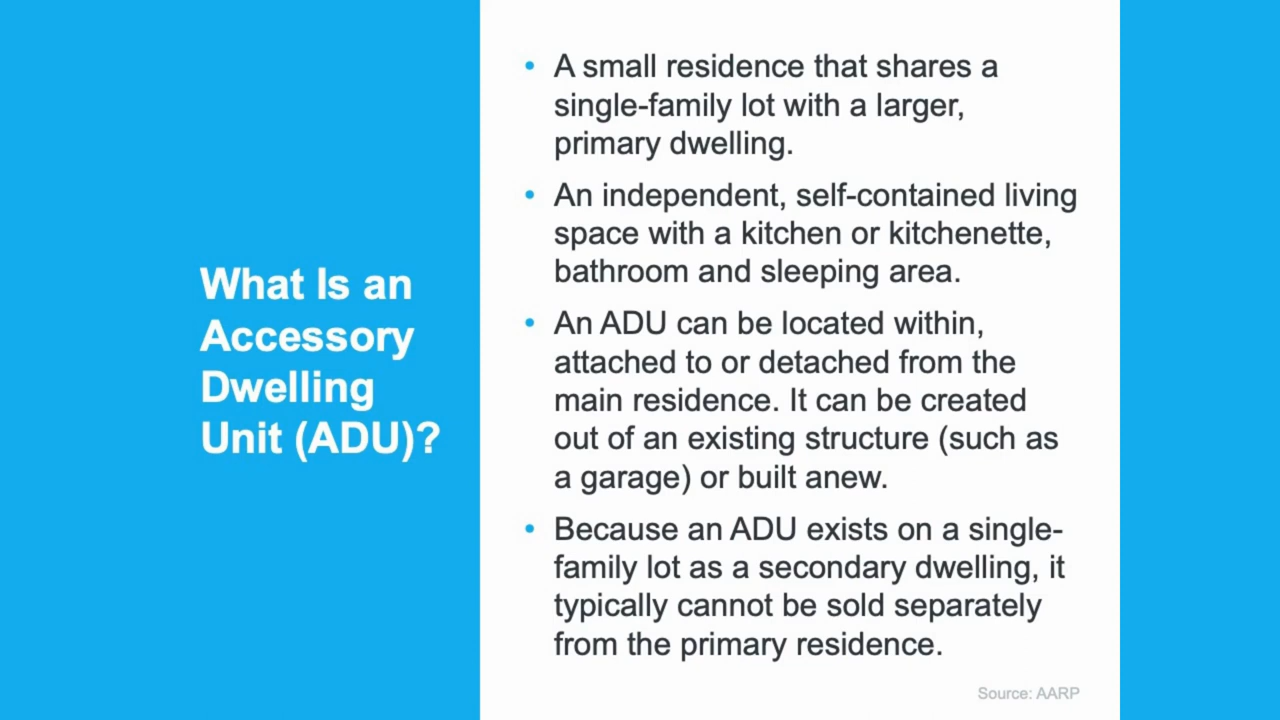 What Is an
Accessory
Dwelling
Unit (ADU)?
• A small residence that shares a
single-family lot with a larger,
primary dwelling.
• An independent, self-contained living
space with a kitchen or kitchenette,
bathroom and sleeping area.
• An ADU can be located within,
attached to or detached from the
main residence. It can be created
out of an existing structure (such as
a garage) or built anew.
• Because an ADU exists on a single-
family lot as a secondary dwelling, it
typically cannot be sold separately
from the primary residence.
Source: AARP